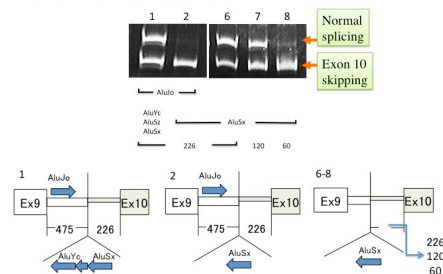 1 2 6 7 8
Normal
splicing
Exon 10
skipping
AluJo
AluYc
AluSz
AluSx
AluSx
226 120 60
1
AluJo
Ex9 Ex10
475 226
AluYc AluSx
2
AluJo
Ex9 Ex10
475 226
AluSx
6-8
Ex9 Ex10
AluSx
226
120
60